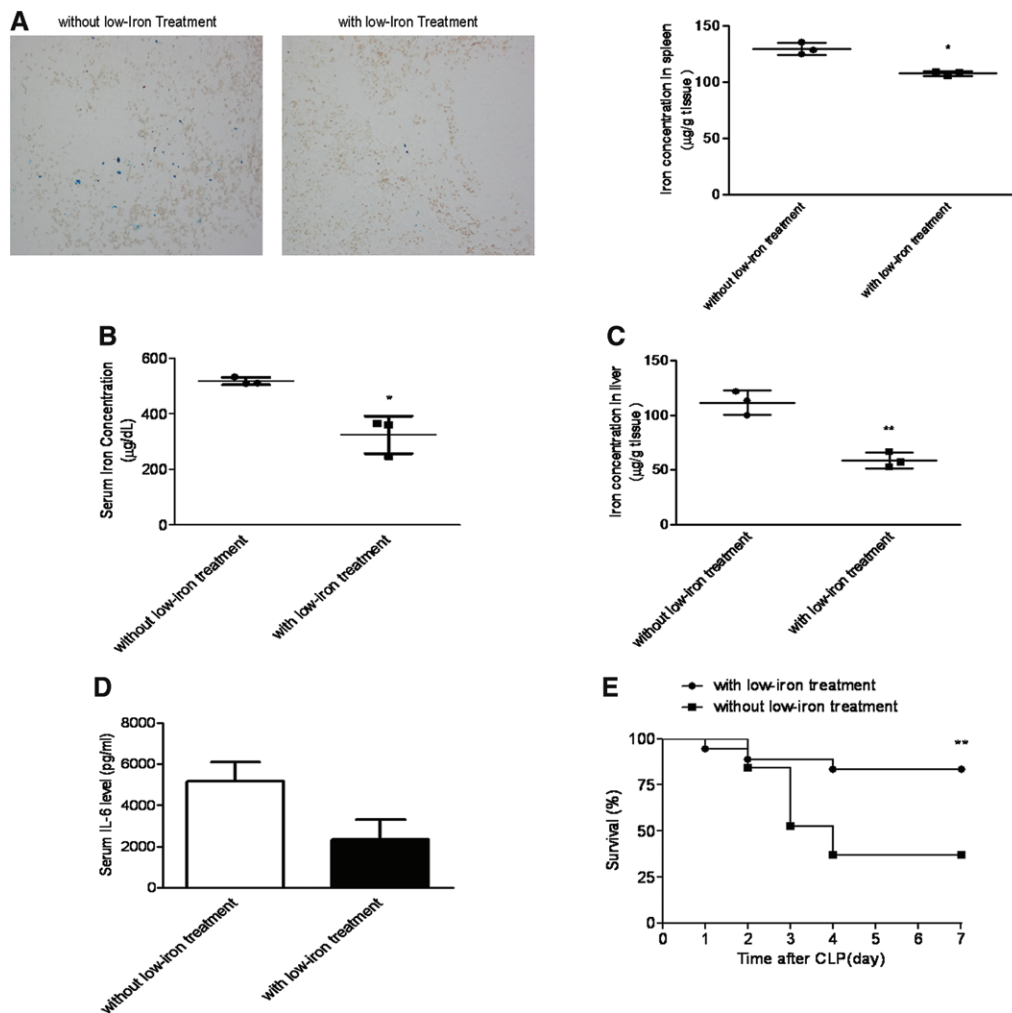 A
without low-Iron Treatment
with low-iron Treatment
Iron concentration in spleen
(µg/g tissue )
150
100
50
0
*
without low-iron treatment
with low-iron treatment
B
Serum Iron Concentration
(µg/dL)
600
400
200
0
*
without low-iron treatment
with low-iron treatment
C
Iron concentration in liver
(µg/g tissue )
150
100
50
0
**
without low-iron treatment
with low-iron treatment
D
Serum IL-6 level (pg/ml)
8000
6000
4000
2000
0
without low-iron treatment
with low-iron treatment
E
with low-iron treatment
without low-iron treatment
Survival (%)
100
75
50
25
0
**
0 1 2 3 4 5 6 7
Time after CLP(day)